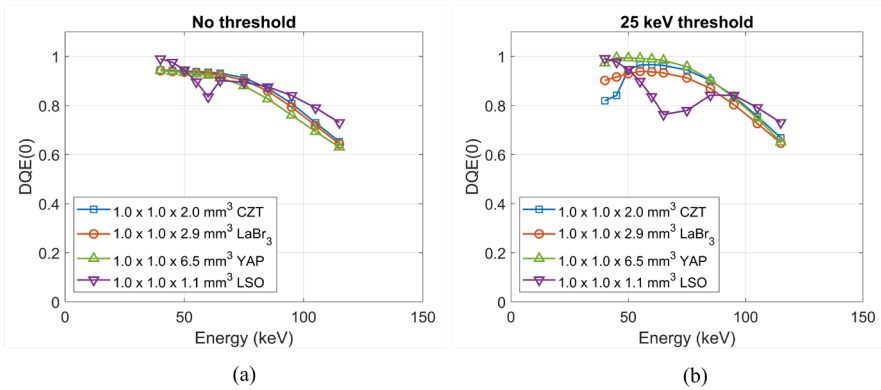 No threshold
1
0.8
0.6
0.4
0.2
0
DQE(0)
1.0 x 1.0 x 2.0 mm³ CZT
1.0 x 1.0 x 2.9 mm³ LaBr₃
1.0 x 1.0 x 6.5 mm³ YAP
1.0 x 1.0 x 1.1 mm³ LSO
0 50 100 150
Energy (keV)
(a)
25 keV threshold
1
0.8
0.6
0.4
0.2
0
DQE(0)
1.0 x 1.0 x 2.0 mm³ CZT
1.0 x 1.0 x 2.9 mm³ LaBr₃
1.0 x 1.0 x 6.5 mm³ YAP
1.0 x 1.0 x 1.1 mm³ LSO
0 50 100 150
Energy (keV)
(b)